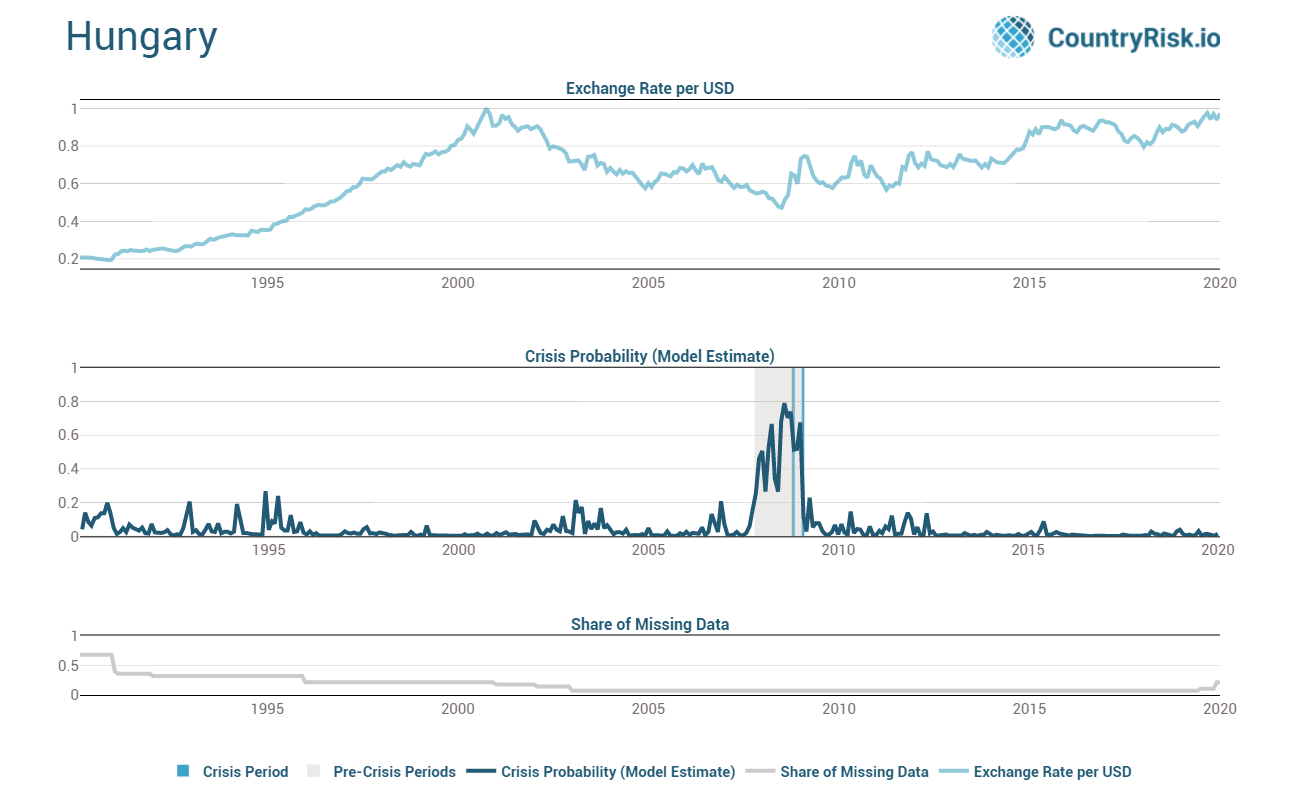 Hungary
CountryRisk.io
Exchange Rate per USD
1
0.8
0.6
0.4
0.2
1995 2000 2005 2010 2015 2020
Crisis Probability (Model Estimate)
1
0.8
0.6
0.4
0.2
0
1995 2000 2005 2010 2015 2020
Share of Missing Data
1
0.5
0
1995 2000 2005 2010 2015 2020
Crisis Period Pre-Crisis Periods Crisis Probability (Model Estimate) Share of Missing Data Exchange Rate per USD